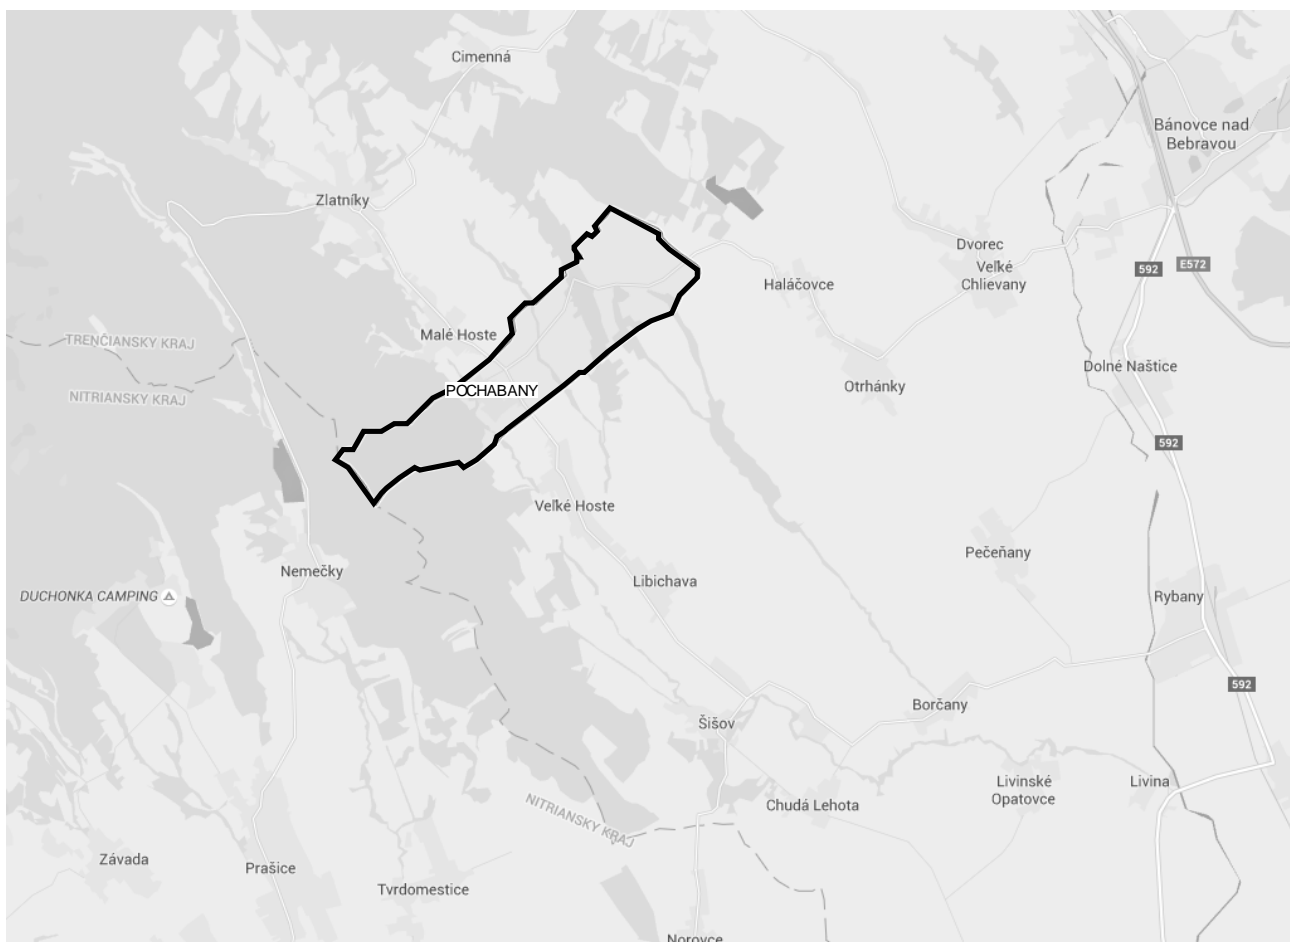 Cimenná
Bánovce nad
Bebravou
Zlatníky
Dvorec
Veľké
Chlievany
592
E572
Haláčovce
TRENČIANSKY KRAJ
Malé Hoste
Dolné Naštice
NITRIANSKY KRAJ
POCHABANY
Otrhánky
592
Veľké Hoste
Pečeňany
Nemečky
Libichava
DUCHONKA CAMPING
Rybany
592
Borčany
Šišov
Livinské
Opatovce
Livina
NITRIANSKY KRAJ
Chudá Lehota
Závada
Prašice
Tvrdomestice
Norovce